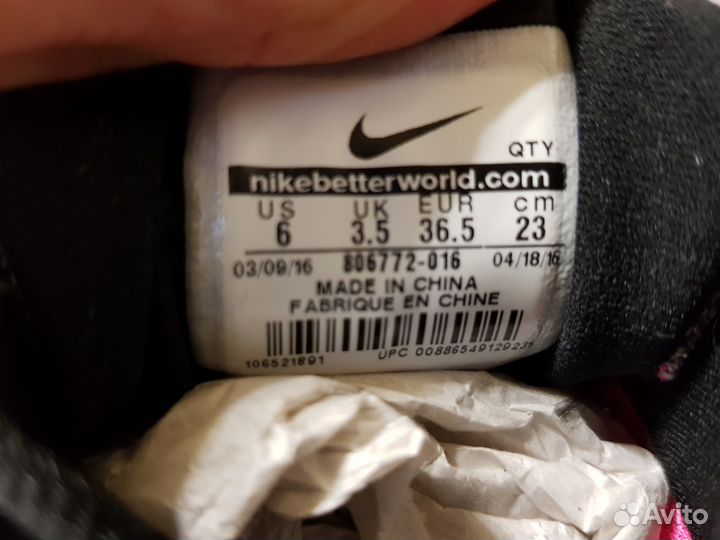 QTY
nikebetterworld.com
US UK EUR cm
6 3.5 36.5 23
03/09/16 806772-016 04/18/16
MADE IN CHINA
FABRIQUE EN CHINE
106521891 UPC
Avito